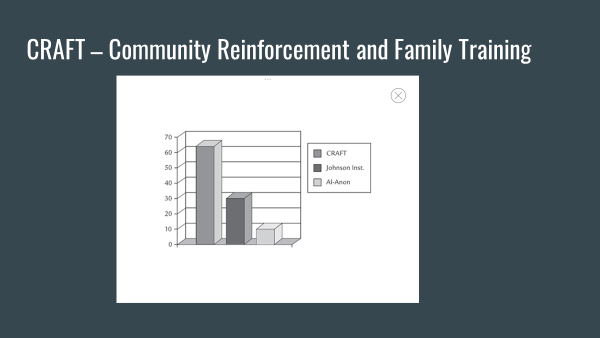 CRAFT – Community Reinforcement and Family Training
70
60
50
40
30
20
10
0
CRAFT
Johnson Inst.
Al-Anon